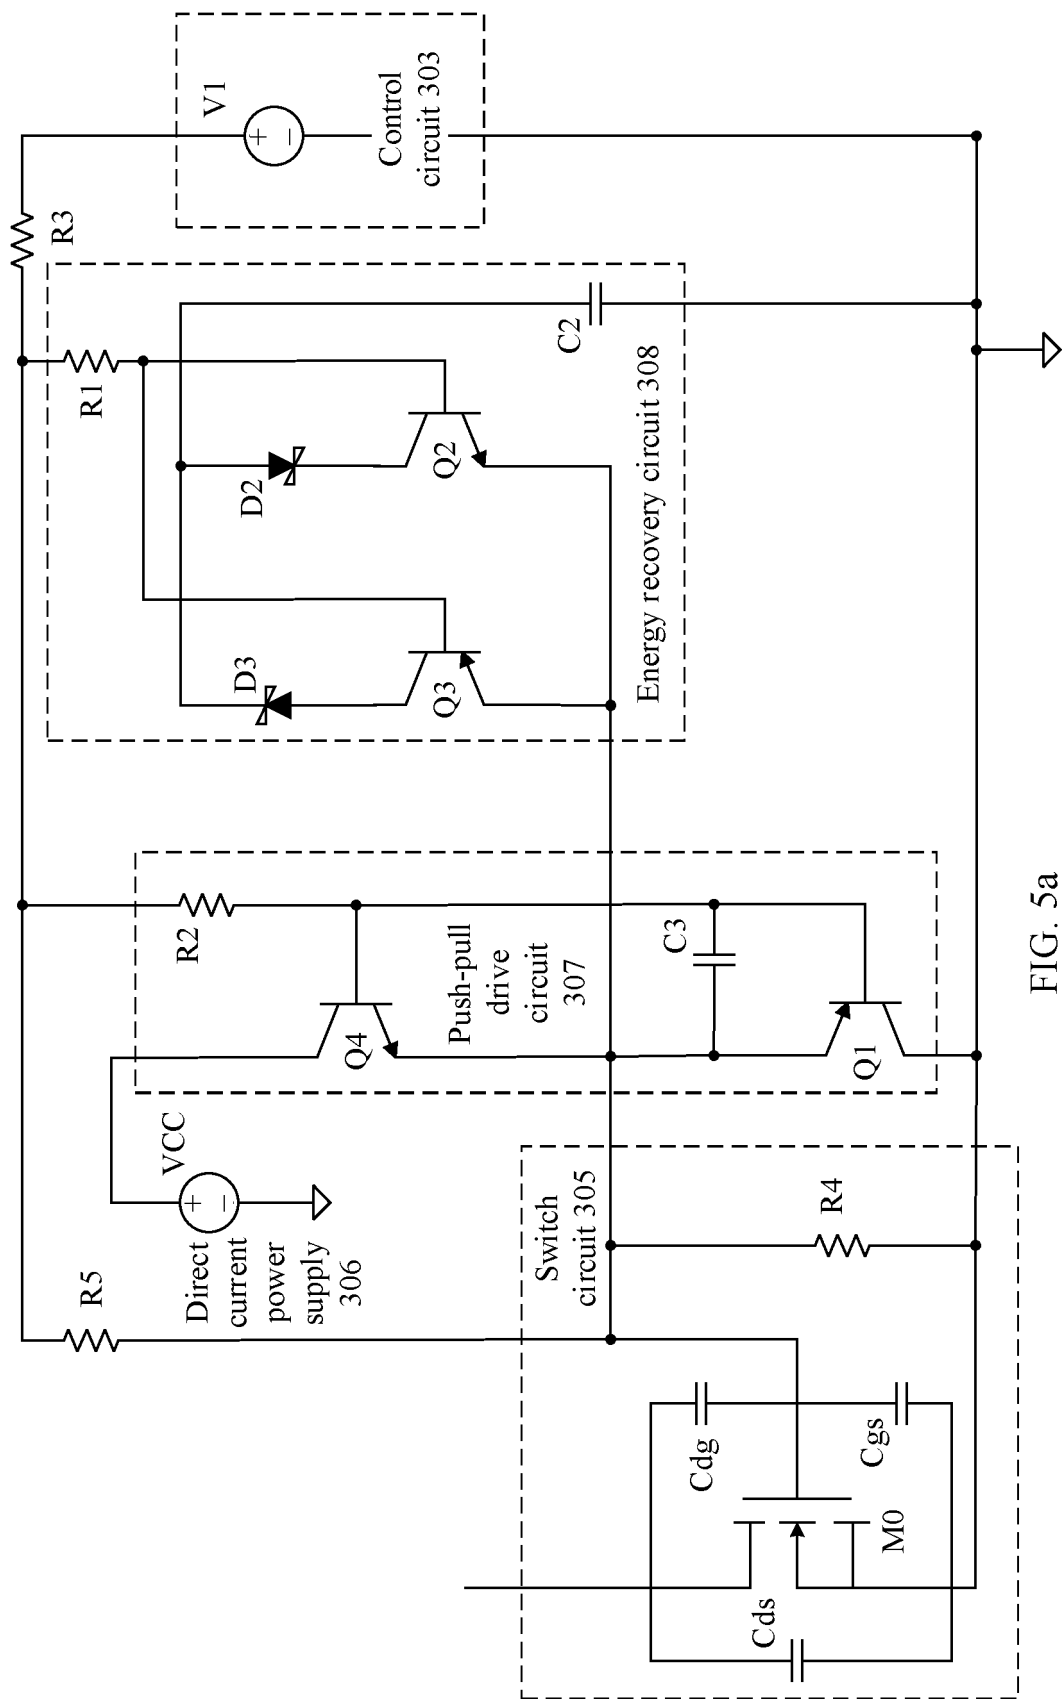 V1
Control
circuit 303
R3
R1
C2
D2
Q2
D3
Q3
Energy recovery circuit 308
R2
Push-pull
drive
circuit
307
C3
Q4
Q1
VCC
Direct
current
power
supply
306
R5
Switch
circuit 305
R4
Cdg
Cgs
M0
Cds
FIG. 5a